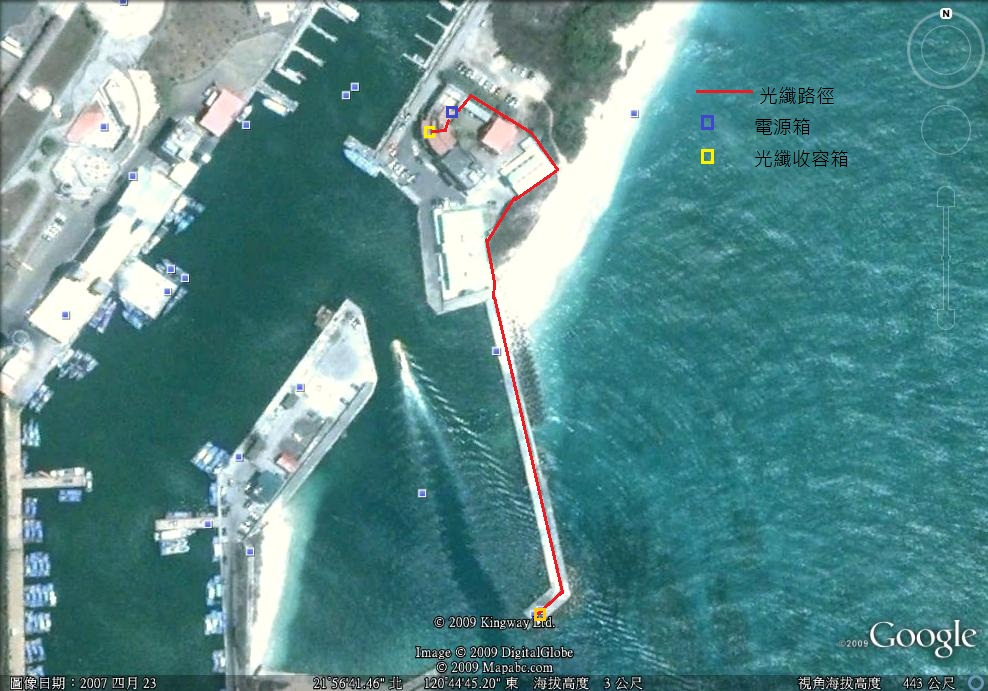 N
光纖路徑
電源箱
光纖收容箱
© 2009 Kingway Ltd.
Image © 2009 DigitalGlobe
© 2009 Mapabc.com
©2009 Google
圖像日期：2007 四月 23 21°56'41.46" 北 120°44'45.20" 東 海拔高度 3 公尺 視角海拔高度 443 公尺